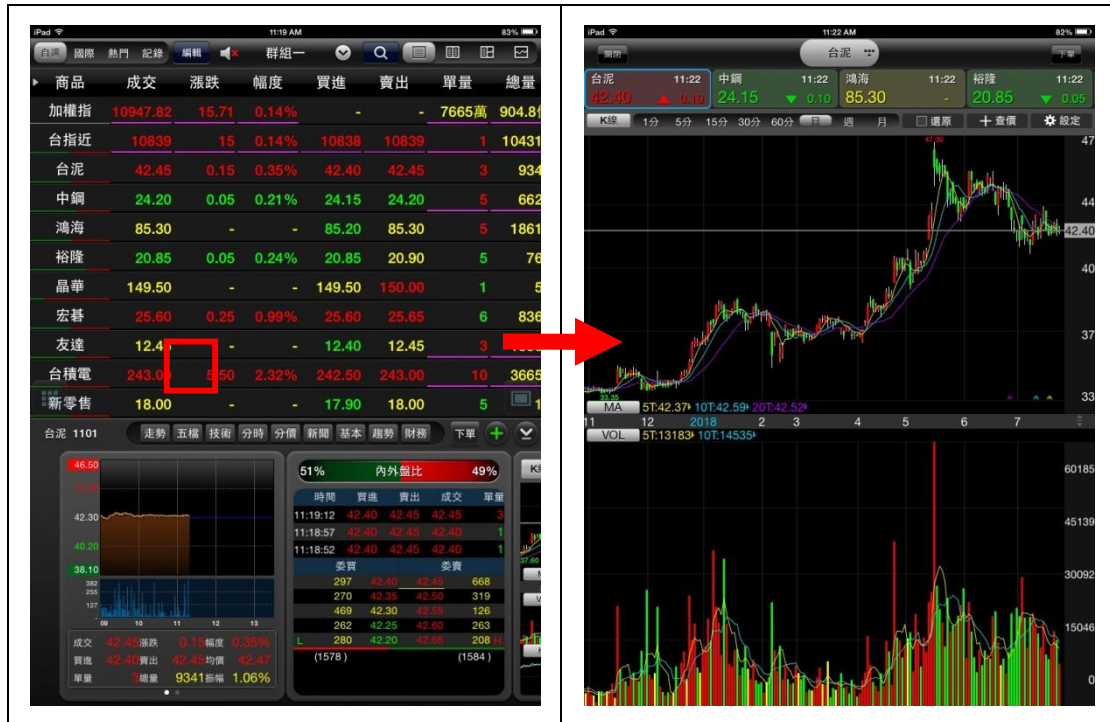 iPad 11:19 AM 83%
自選 國際 熱門 記錄 編輯 群組一
商品 成交 漲跌 幅度 買進 賣出 單量 總量
加權指 10947.82 15.71 0.14% - - 7665萬 904.8
台指近 10839 15 0.14% 10838 10839 1 10431
台泥 42.45 0.15 0.35% 42.40 42.45 3 934
中鋼 24.20 0.05 0.21% 24.15 24.20 5 662
鴻海 85.30 - - 85.20 85.30 5 1861
裕隆 20.85 0.05 0.24% 20.85 20.90 5 76
晶華 149.50 - - 149.50 150.00 1 5
宏碁 25.60 0.25 0.99% 25.60 25.65 6 836
友達 12.45 - - 12.40 12.45 3
台積電 243.00 5.50 2.32% 242.50 243.00 10 3665
新零售 18.00 - - 17.90 18.00 5 1
台泥 1101 走勢 五檔 技術 分時 分價 新聞 基本 趨勢 財務 下單
46.50
42.30
40.20
38.10
382
255
127
09 10 11 12 13
成交 42.45 漲跌 0.15 幅度 0.35%
買進 42.40 賣出 42.45 均價 42.47
單量 3 總量 9341 振幅 1.06%
51% 內外盤比 49%
時間 買進 賣出 成交 單量
11:19:12 42.40 42.45 42.45 3
11:18:57 42.40 42.45 42.40 1
11:18:52 42.40 42.45 42.40 1
委買 委賣
297 42.40 42.45 668
270 42.35 42.50 319
469 42.30 42.55 126
262 42.25 42.60 263
L 280 42.20 42.65 208 H
(1578) (1584)
37.60
iPad 11:22 AM 82%
關閉 台泥 下單
台泥 11:22 中鋼 11:22 鴻海 11:22 裕隆 11:22
42.40 ▲ 0.10 24.15 ▼ 0.10 85.30 - 20.85 ▼ 0.05
K線 1分 5分 15分 30分 60分 日 週 月 還原 十查價 設定
47.30
47
44
42.40
40
37
33.35
33
MA 5T:42.37 10T:42.59 20T:42.52
11 12 2018 2 3 4 5 6 7
VOL 5T:13183 10T:14535
60185
45139
30092
15046
0